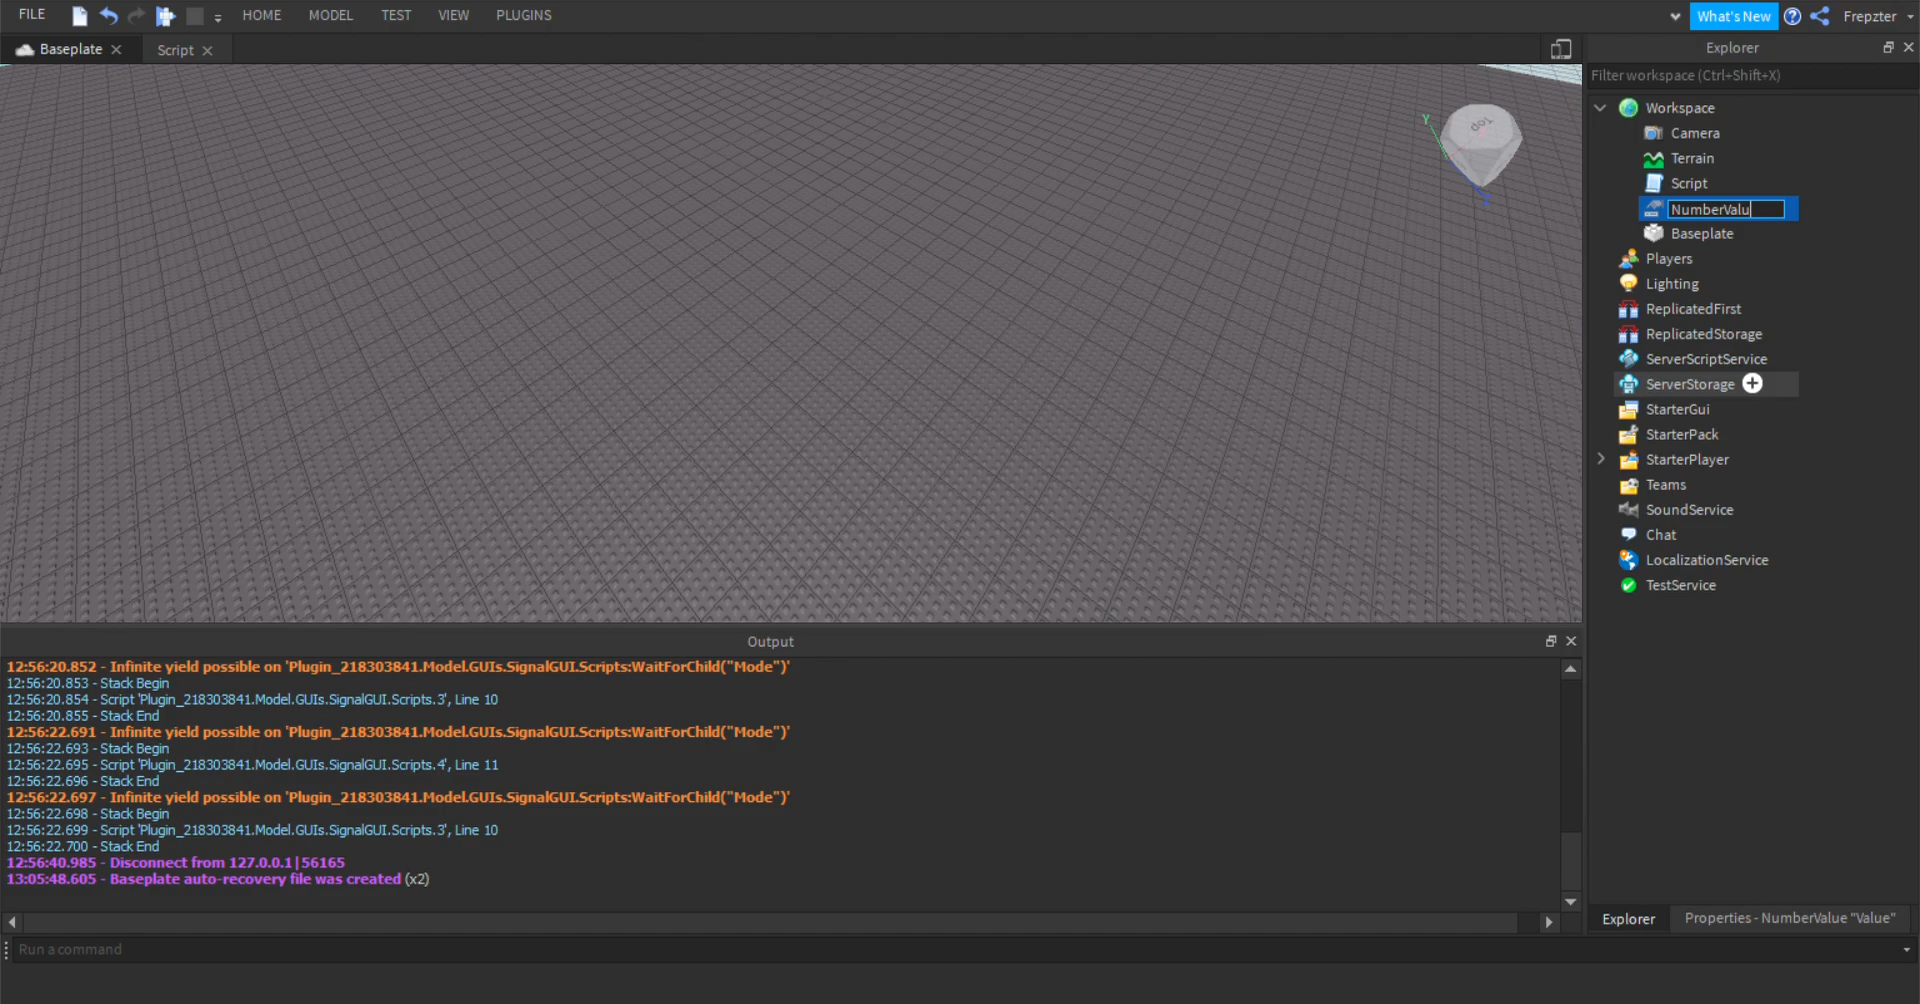 FILE HOME MODEL TEST VIEW PLUGINS What's New Frepzter
Baseplate Script
Explorer
Filter workspace (Ctrl+Shift+X)
Workspace
Camera
Terrain
Script
NumberValu
Baseplate
Players
Lighting
ReplicatedFirst
ReplicatedStorage
ServerScriptService
ServerStorage
StarterGui
StarterPack
StarterPlayer
Teams
SoundService
Chat
LocalizationService
TestService
Explorer Properties - NumberValue "Value"
Top
Y
Z
Output
12:56:20.852 - Infinite yield possible on 'Plugin_218303841.Model.GUIs.SignalGUI.Scripts:WaitForChild("Mode")'
12:56:20.853 - Stack Begin
12:56:20.854 - Script 'Plugin_218303841.Model.GUIs.SignalGUI.Scripts.3', Line 10
12:56:20.855 - Stack End
12:56:22.691 - Infinite yield possible on 'Plugin_218303841.Model.GUIs.SignalGUI.Scripts:WaitForChild("Mode")'
12:56:22.693 - Stack Begin
12:56:22.695 - Script 'Plugin_218303841.Model.GUIs.SignalGUI.Scripts.4', Line 11
12:56:22.696 - Stack End
12:56:22.697 - Infinite yield possible on 'Plugin_218303841.Model.GUIs.SignalGUI.Scripts:WaitForChild("Mode")'
12:56:22.698 - Stack Begin
12:56:22.699 - Script 'Plugin_218303841.Model.GUIs.SignalGUI.Scripts.3', Line 10
12:56:22.700 - Stack End
12:56:40.985 - Disconnect from 127.0.0.1|56165
13:05:48.605 - Baseplate auto-recovery file was created (x2)
Run a command